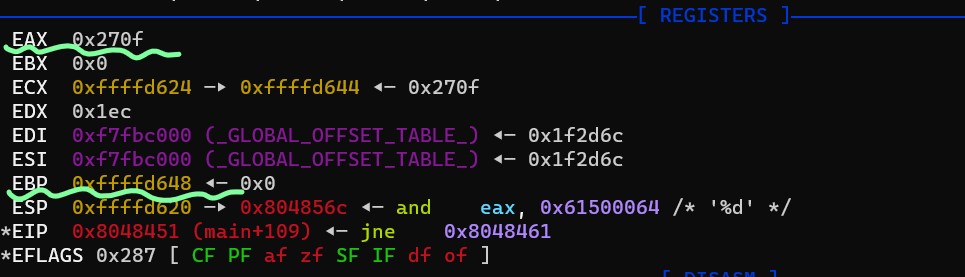 [ REGISTERS ]
EAX 0x270f
EBX 0x0
ECX 0xffffd624 —▸ 0xffffd644 ◂— 0x270f
EDX 0x1ec
EDI 0xf7fbc000 (_GLOBAL_OFFSET_TABLE_) ◂— 0x1f2d6c
ESI 0xf7fbc000 (_GLOBAL_OFFSET_TABLE_) ◂— 0x1f2d6c
EBP 0xffffd648 ◂— 0x0
ESP 0xffffd620 —▸ 0x804856c ◂— and eax, 0x61500064 /* '%d' */
*EIP 0x8048451 (main+109) ◂— jne 0x8048461
*EFLAGS 0x287 [ CF PF af zf SF IF df of ]
[ DISASM ]